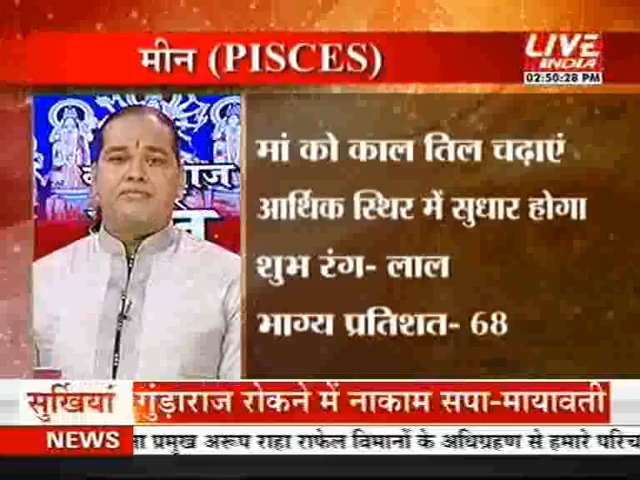 मीन (PISCES)
LIVE
INDIA
02:50:28 PM
मां को काल तिल चढ़ाएं
आर्थिक स्थिर में सुधार होगा
शुभ रंग- लाल
भाग्य प्रतिशत- 68
सुर्खियां गुंड़ाराज रोकने में नाकाम सपा-मायावती
NEWS प्रमुख अरूप राहा राफेल विमानों के अधिग्रहण से हमारे